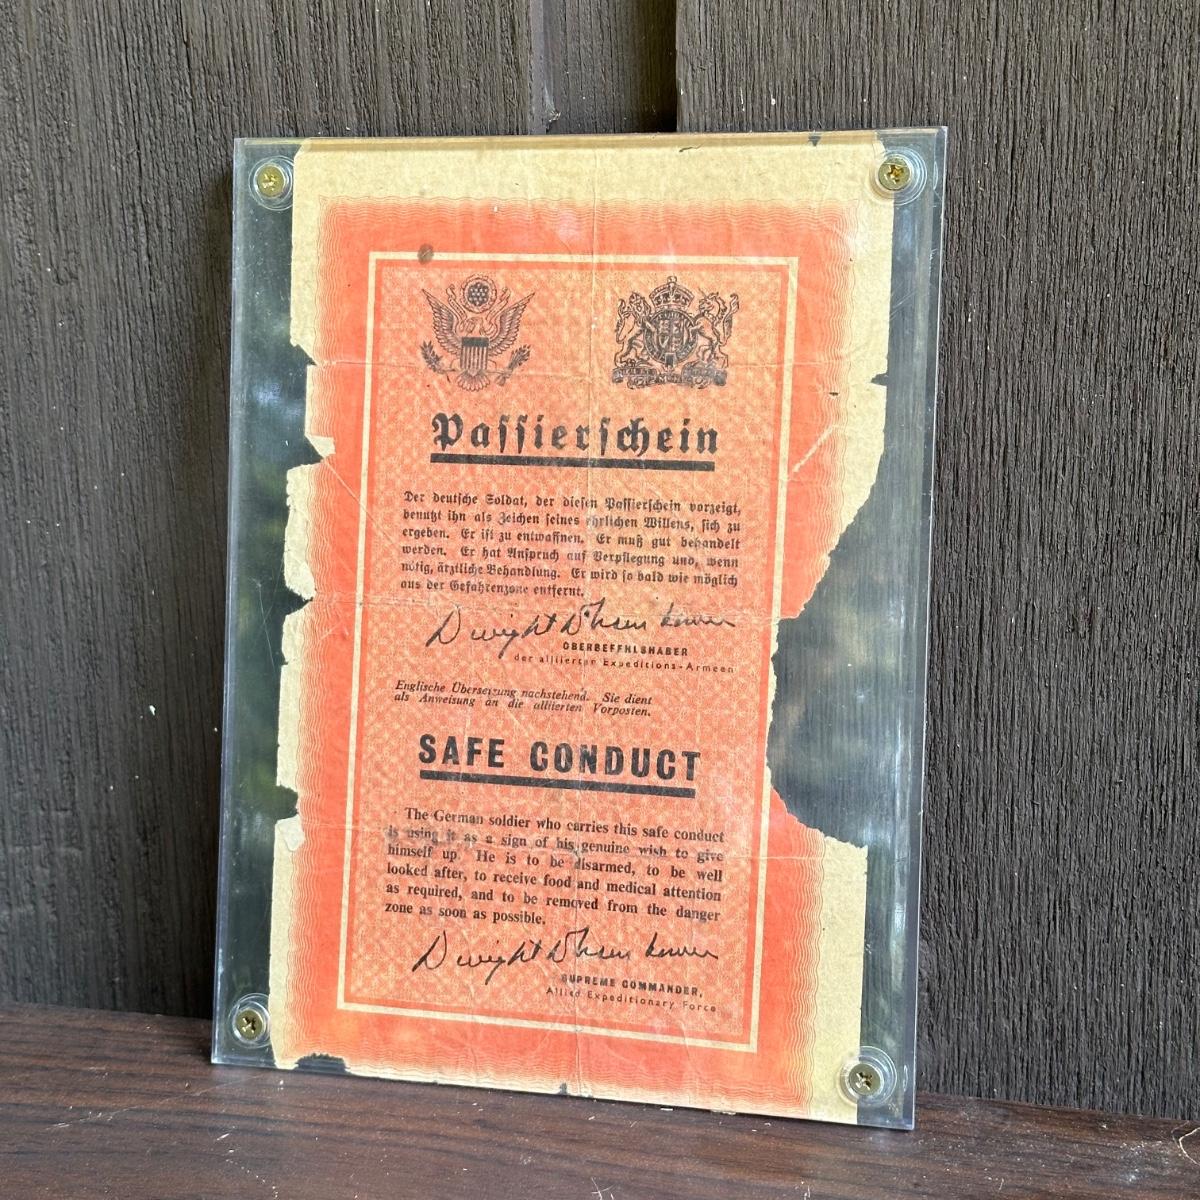 Passierschein
Der deutsche Soldat, der diesen Passierschein vorzeigt,
benutzt ihn als Zeichen seines ehrlichen Willens, sich zu
ergeben. Er ist zu entwaffnen. Er muß gut behandelt
werden. Er hat Anspruch auf Verpflegung und, wenn
nötig, ärztliche Behandlung. Er wird so bald wie möglich
aus der Gefahrenzone entfernt.
Dwight D Eisenhower
OBERBEFEHLSHABER
der alliierten Expeditions-Armeen
Englische Übersetzung nachstehend. Sie dient
als Anweisung an die alliierten Vorposten.
SAFE CONDUCT
The German soldier who carries this safe conduct
is using it as a sign of his genuine wish to give
himself up. He is to be disarmed, to be well
looked after, to receive food and medical attention
as required, and to be removed from the danger
zone as soon as possible.
Dwight D Eisenhower
SUPREME COMMANDER,
Allied Expeditionary Force